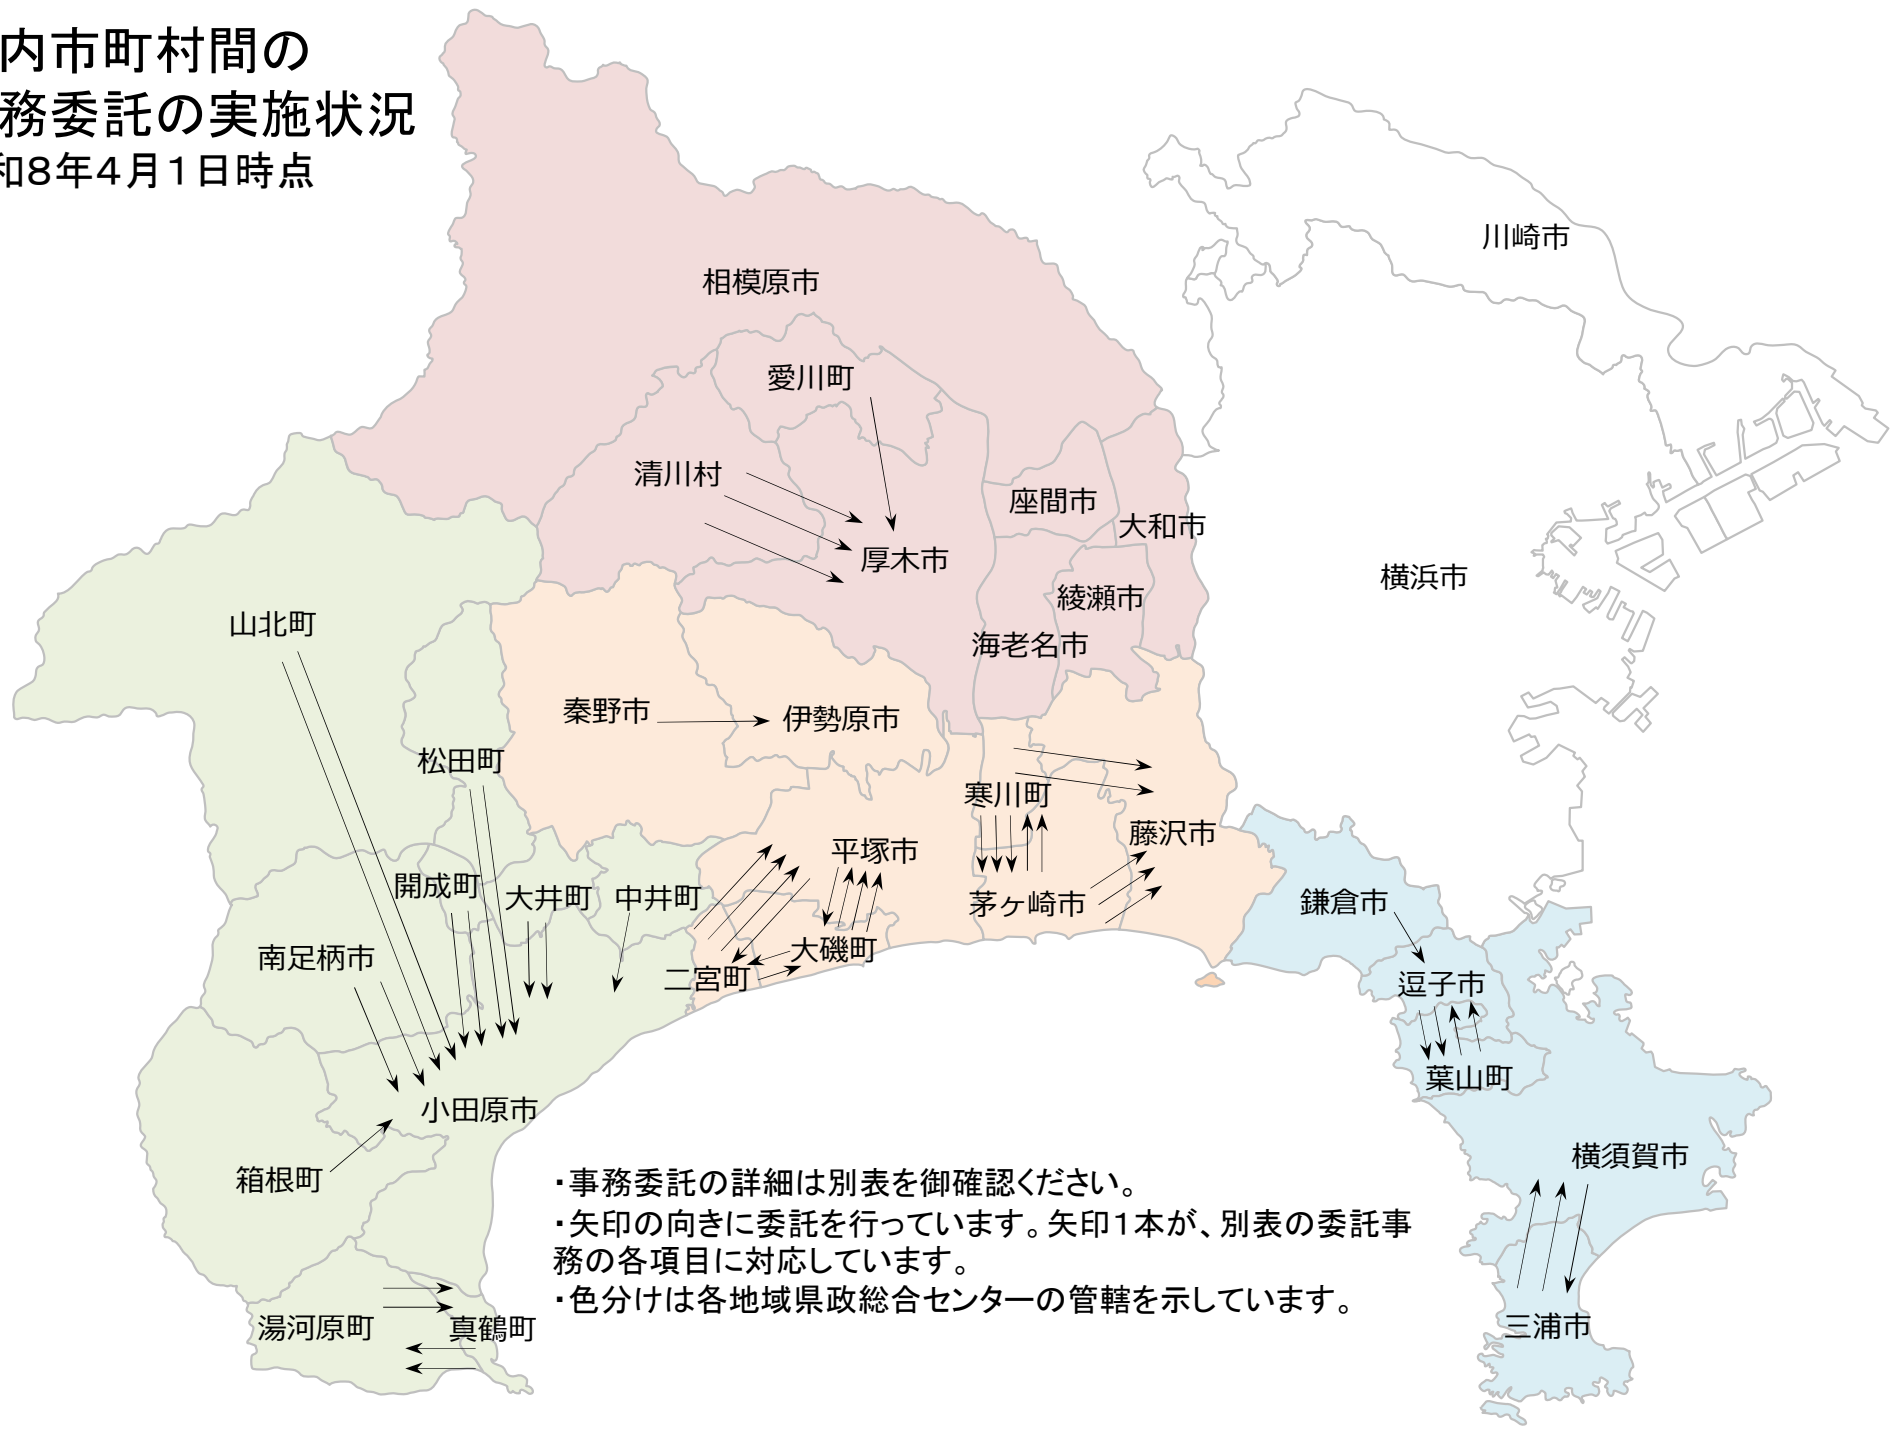 内市町村間の
務委託の実施状況
和8年4月1日時点
川崎市
相模原市
愛川町
清川村
座間市
大和市
厚木市
横浜市
綾瀬市
山北町
海老名市
秦野市
伊勢原市
松田町
寒川町
藤沢市
平塚市
開成町
大井町
中井町
茅ヶ崎市
鎌倉市
南足柄市
大磯町
二宮町
逗子市
葉山町
小田原市
横須賀市
箱根町
・事務委託の詳細は別表を御確認ください。
・矢印の向きに委託を行っています。矢印1本が、別表の委託事
務の各項目に対応しています。
・色分けは各地域県政総合センターの管轄を示しています。
湯河原町
真鶴町
三浦市